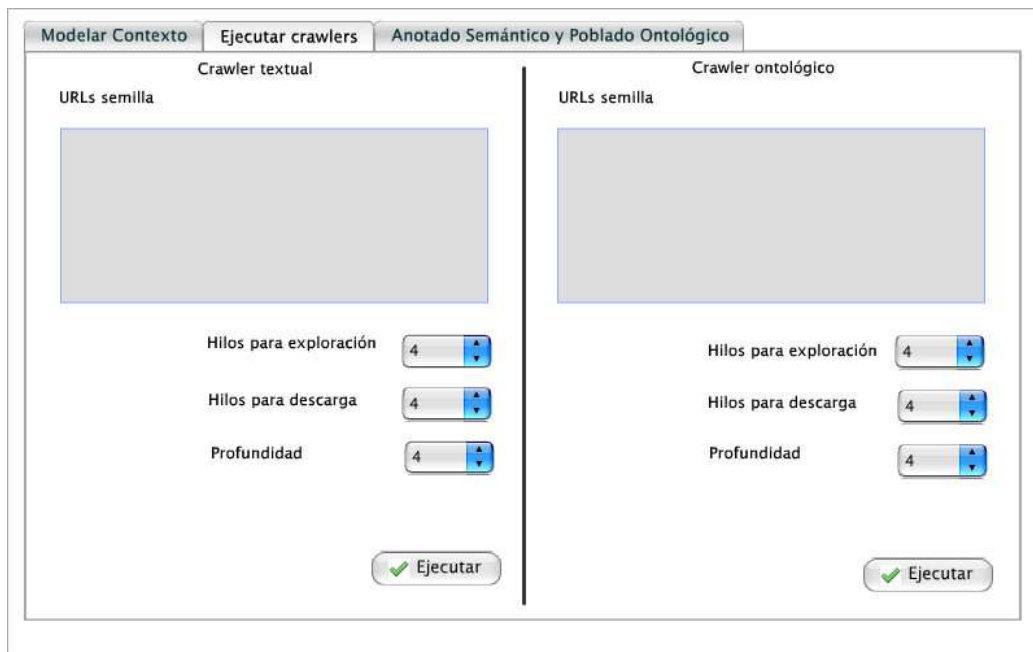 Modelar Contexto
Ejecutar crawlers
Anotado Semántico y Poblado Ontológico
Crawler textual
URLs semilla
Hilos para exploración
4
Hilos para descarga
4
Profundidad
4
Ejecutar
Crawler ontológico
URLs semilla
Hilos para exploración
4
Hilos para descarga
4
Profundidad
4
Ejecutar